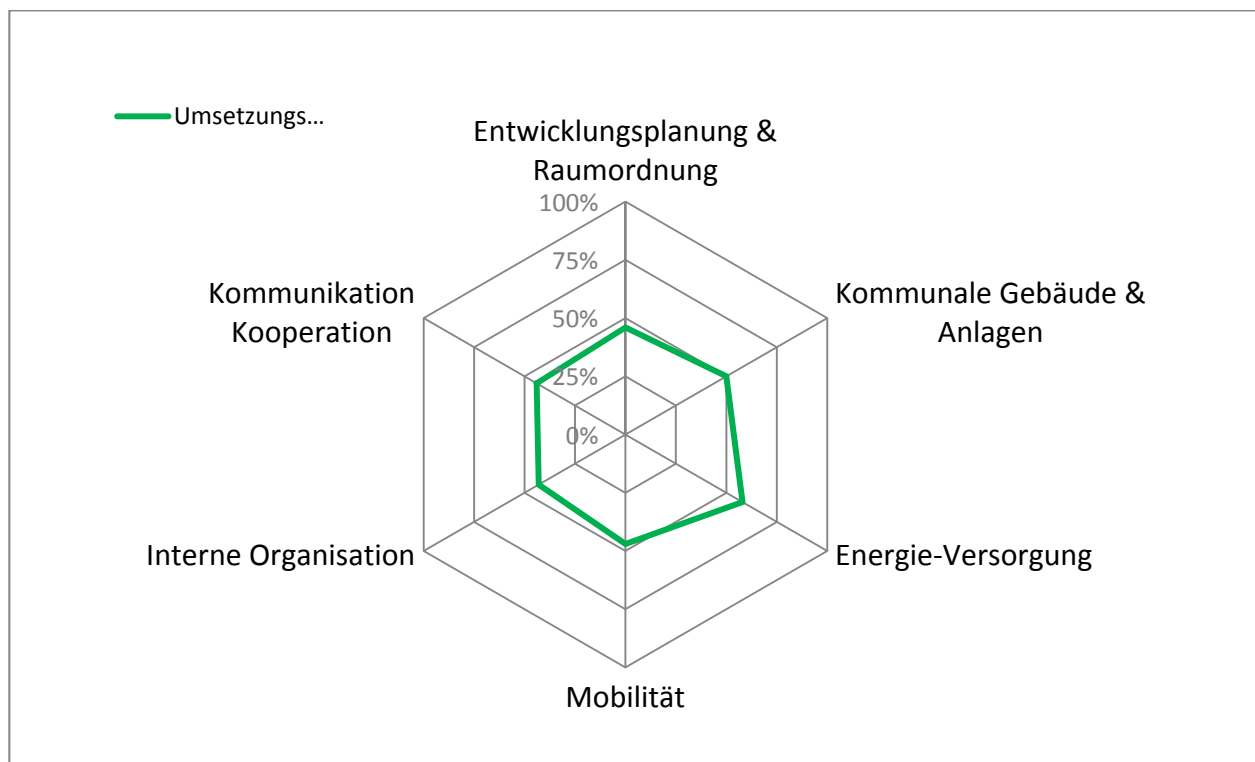 Umsetzungs...
Entwicklungsplanung &
Raumordnung
100%
75%
50%
25%
0%
Kommunikation
Kooperation
Kommunale Gebäude &
Anlagen
Interne Organisation
Energie-Versorgung
Mobilität